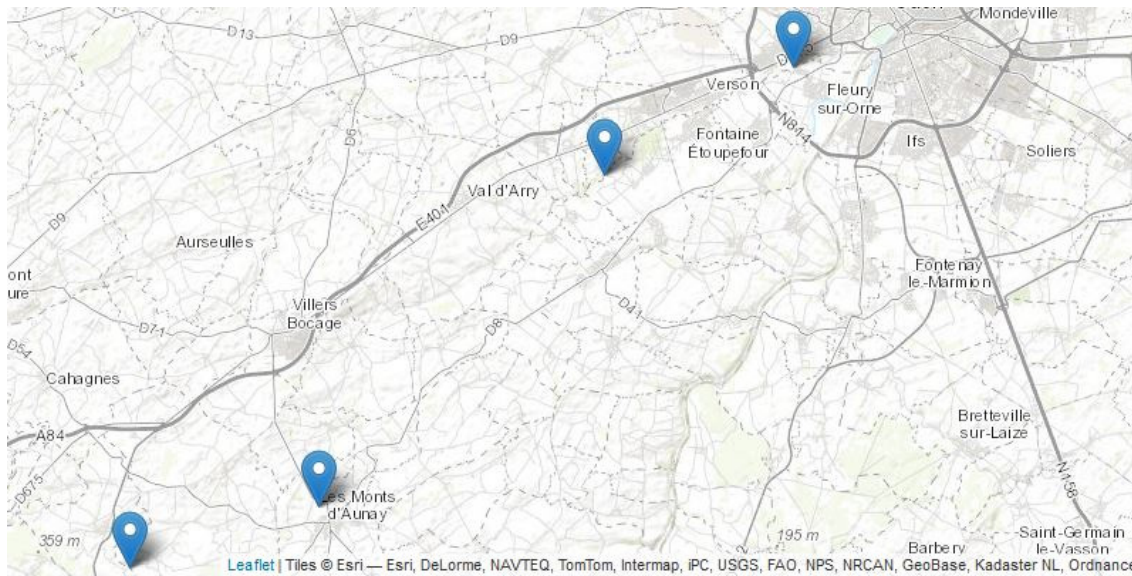 Mondeville
D13
D9
Verson
Fleury
sur-Orne
D6
N814
Fontaine
Étoupefour
Ifs
Soliers
Val d'Arry
E401
D9
Aurseulles
ont
ure
Fontenay
le-Marmion
Villers
Bocage
D41
D71
D8
D54
Cahagnes
Bretteville
sur-Laize
A84
D675
N158
Les Monts
d'Aunay
359 m
195 m
Saint-Germain
le-Vasson
Barbery
Leaflet | Tiles © Esri — Esri, DeLorme, NAVTEQ, TomTom, Intermap, iPC, USGS, FAO, NPS, NRCAN, GeoBase, Kadaster NL, Ordnance